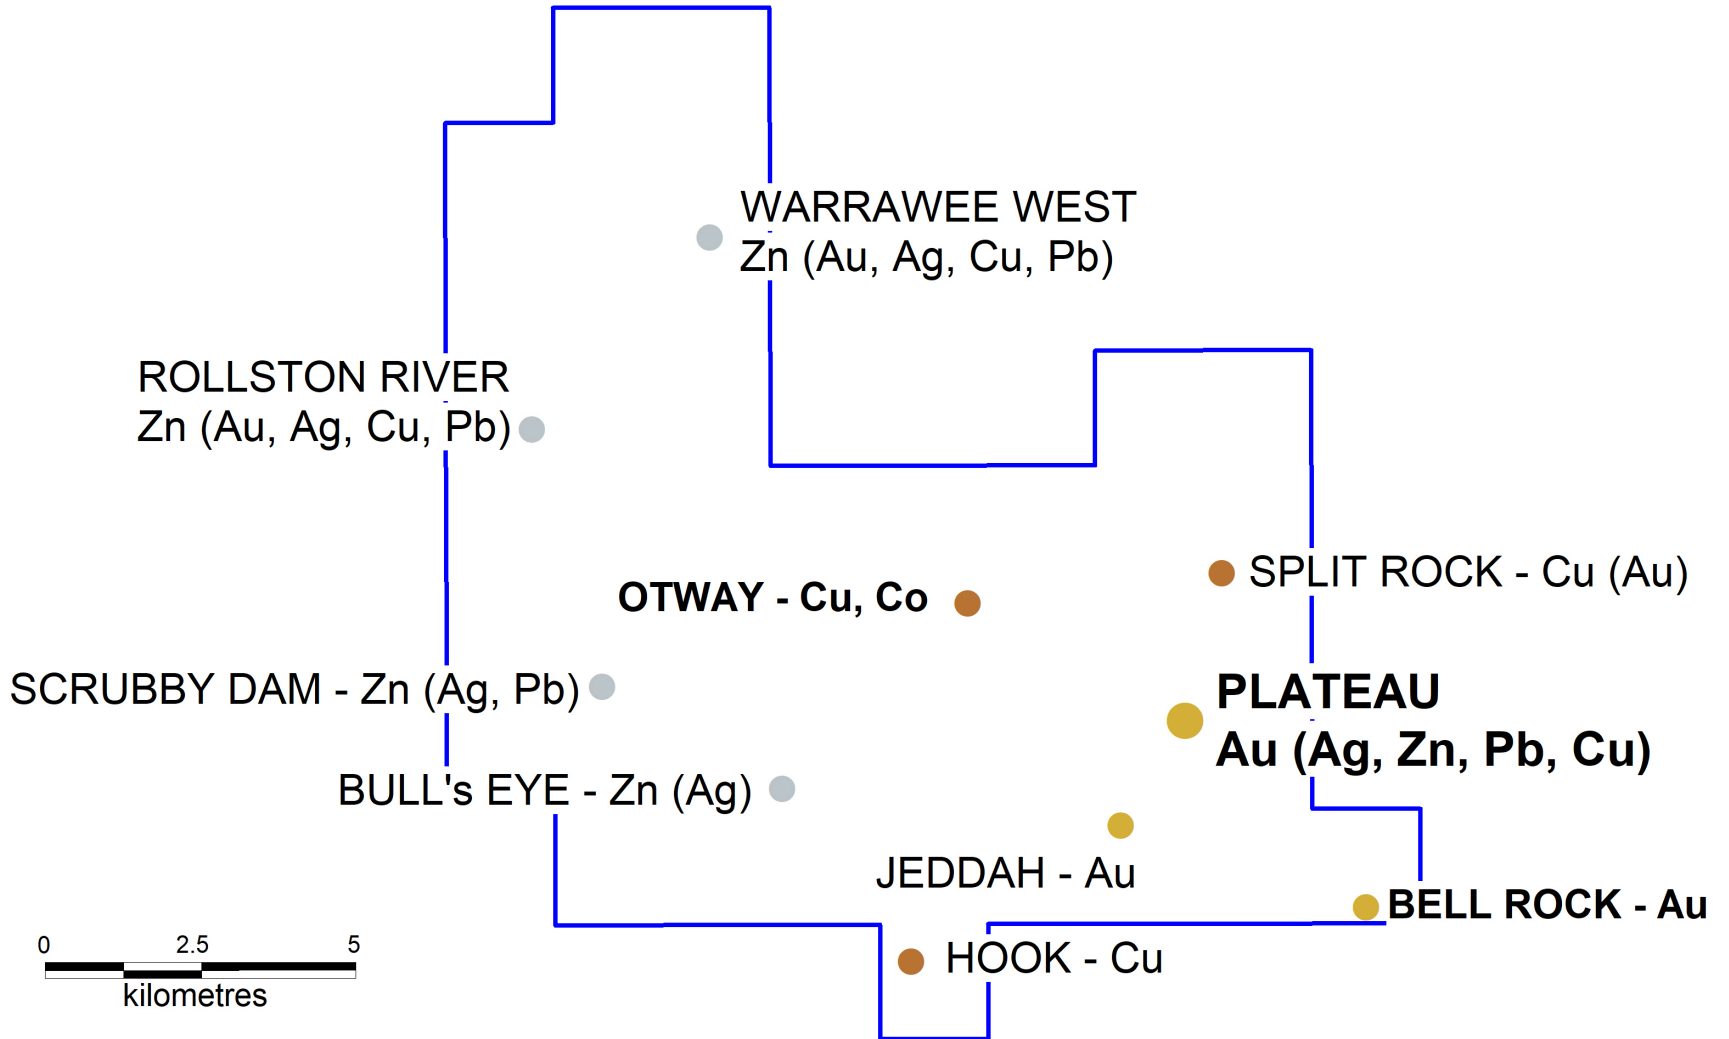 WARRAWEE WEST
Zn (Au, Ag, Cu, Pb)
ROLLSTON RIVER
Zn (Au, Ag, Cu, Pb)
SPLIT ROCK - Cu (Au)
OTWAY - Cu, Co
SCRUBBY DAM - Zn (Ag, Pb)
PLATEAU
Au (Ag, Zn, Pb, Cu)
BULL's EYE - Zn (Ag)
JEDDAH - Au
BELL ROCK - Au
HOOK - Cu
0 2.5 5
kilometres